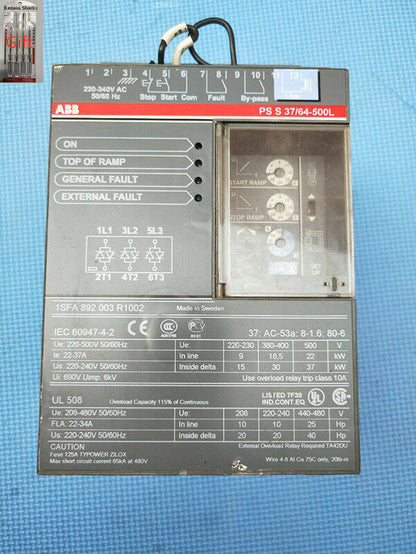 Badass Sharks
Gift
1 2 3 4 5 6 7 8 9 10 11 12
220-240V AC
50/60 Hz
Stop Start Com Fault By-pass
ABB
PS S 37/64-500L
ON
TOP OF RAMP
GENERAL FAULT
EXTERNAL FAULT
START RAMP
STOP RAMP
SET
UP
1L1 3L2 5L3
2T1 4T2 6T3
1SFA 892 003 R1002 Made in Sweden
IEC 60947-4-2 37: AC-53a: 8-1.6: 80-6
Ue: 220-500V 50/60Hz Ue: 220-230 380-400 500 V
Ie: 22-37A In line 9 18,5 22 kW
Us: 220-240V 50/60Hz Inside delta 15 30 37 kW
Ui: 690V Uimp: 6kV Use overload relay trip class 10A
UL 508 Overload Capacity 115% of Continuous LISTED 7F39
IND.CONT.EQ
Ue: 208-480V 50/60Hz Ue: 208 220-240 440-480 V
FLA: 22-34A In line 10 10 25 Hp
Us: 220-240V 50/60Hz Inside delta 20 20 40 Hp
CAUTION External Overload Relay Required TA42DU
Fuse 125A TYPOWER ZILOX
Max short circuit current 65kA at 480V Wire 4-8 Al Cu 75C only, 20lb-in